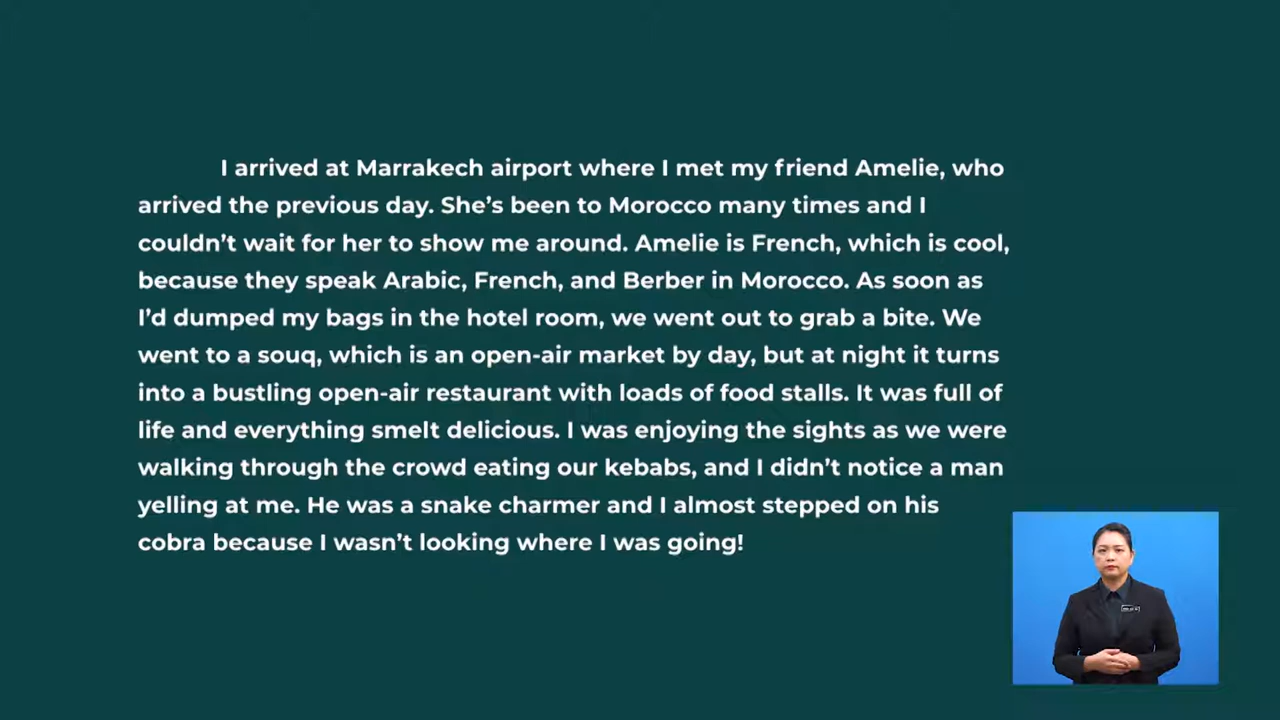 I arrived at Marrakech airport where I met my friend Amelie, who
arrived the previous day. She’s been to Morocco many times and I
couldn’t wait for her to show me around. Amelie is French, which is cool,
because they speak Arabic, French, and Berber in Morocco. As soon as
I’d dumped my bags in the hotel room, we went out to grab a bite. We
went to a souq, which is an open-air market by day, but at night it turns
into a bustling open-air restaurant with loads of food stalls. It was full of
life and everything smelt delicious. I was enjoying the sights as we were
walking through the crowd eating our kebabs, and I didn’t notice a man
yelling at me. He was a snake charmer and I almost stepped on his
cobra because I wasn’t looking where I was going!